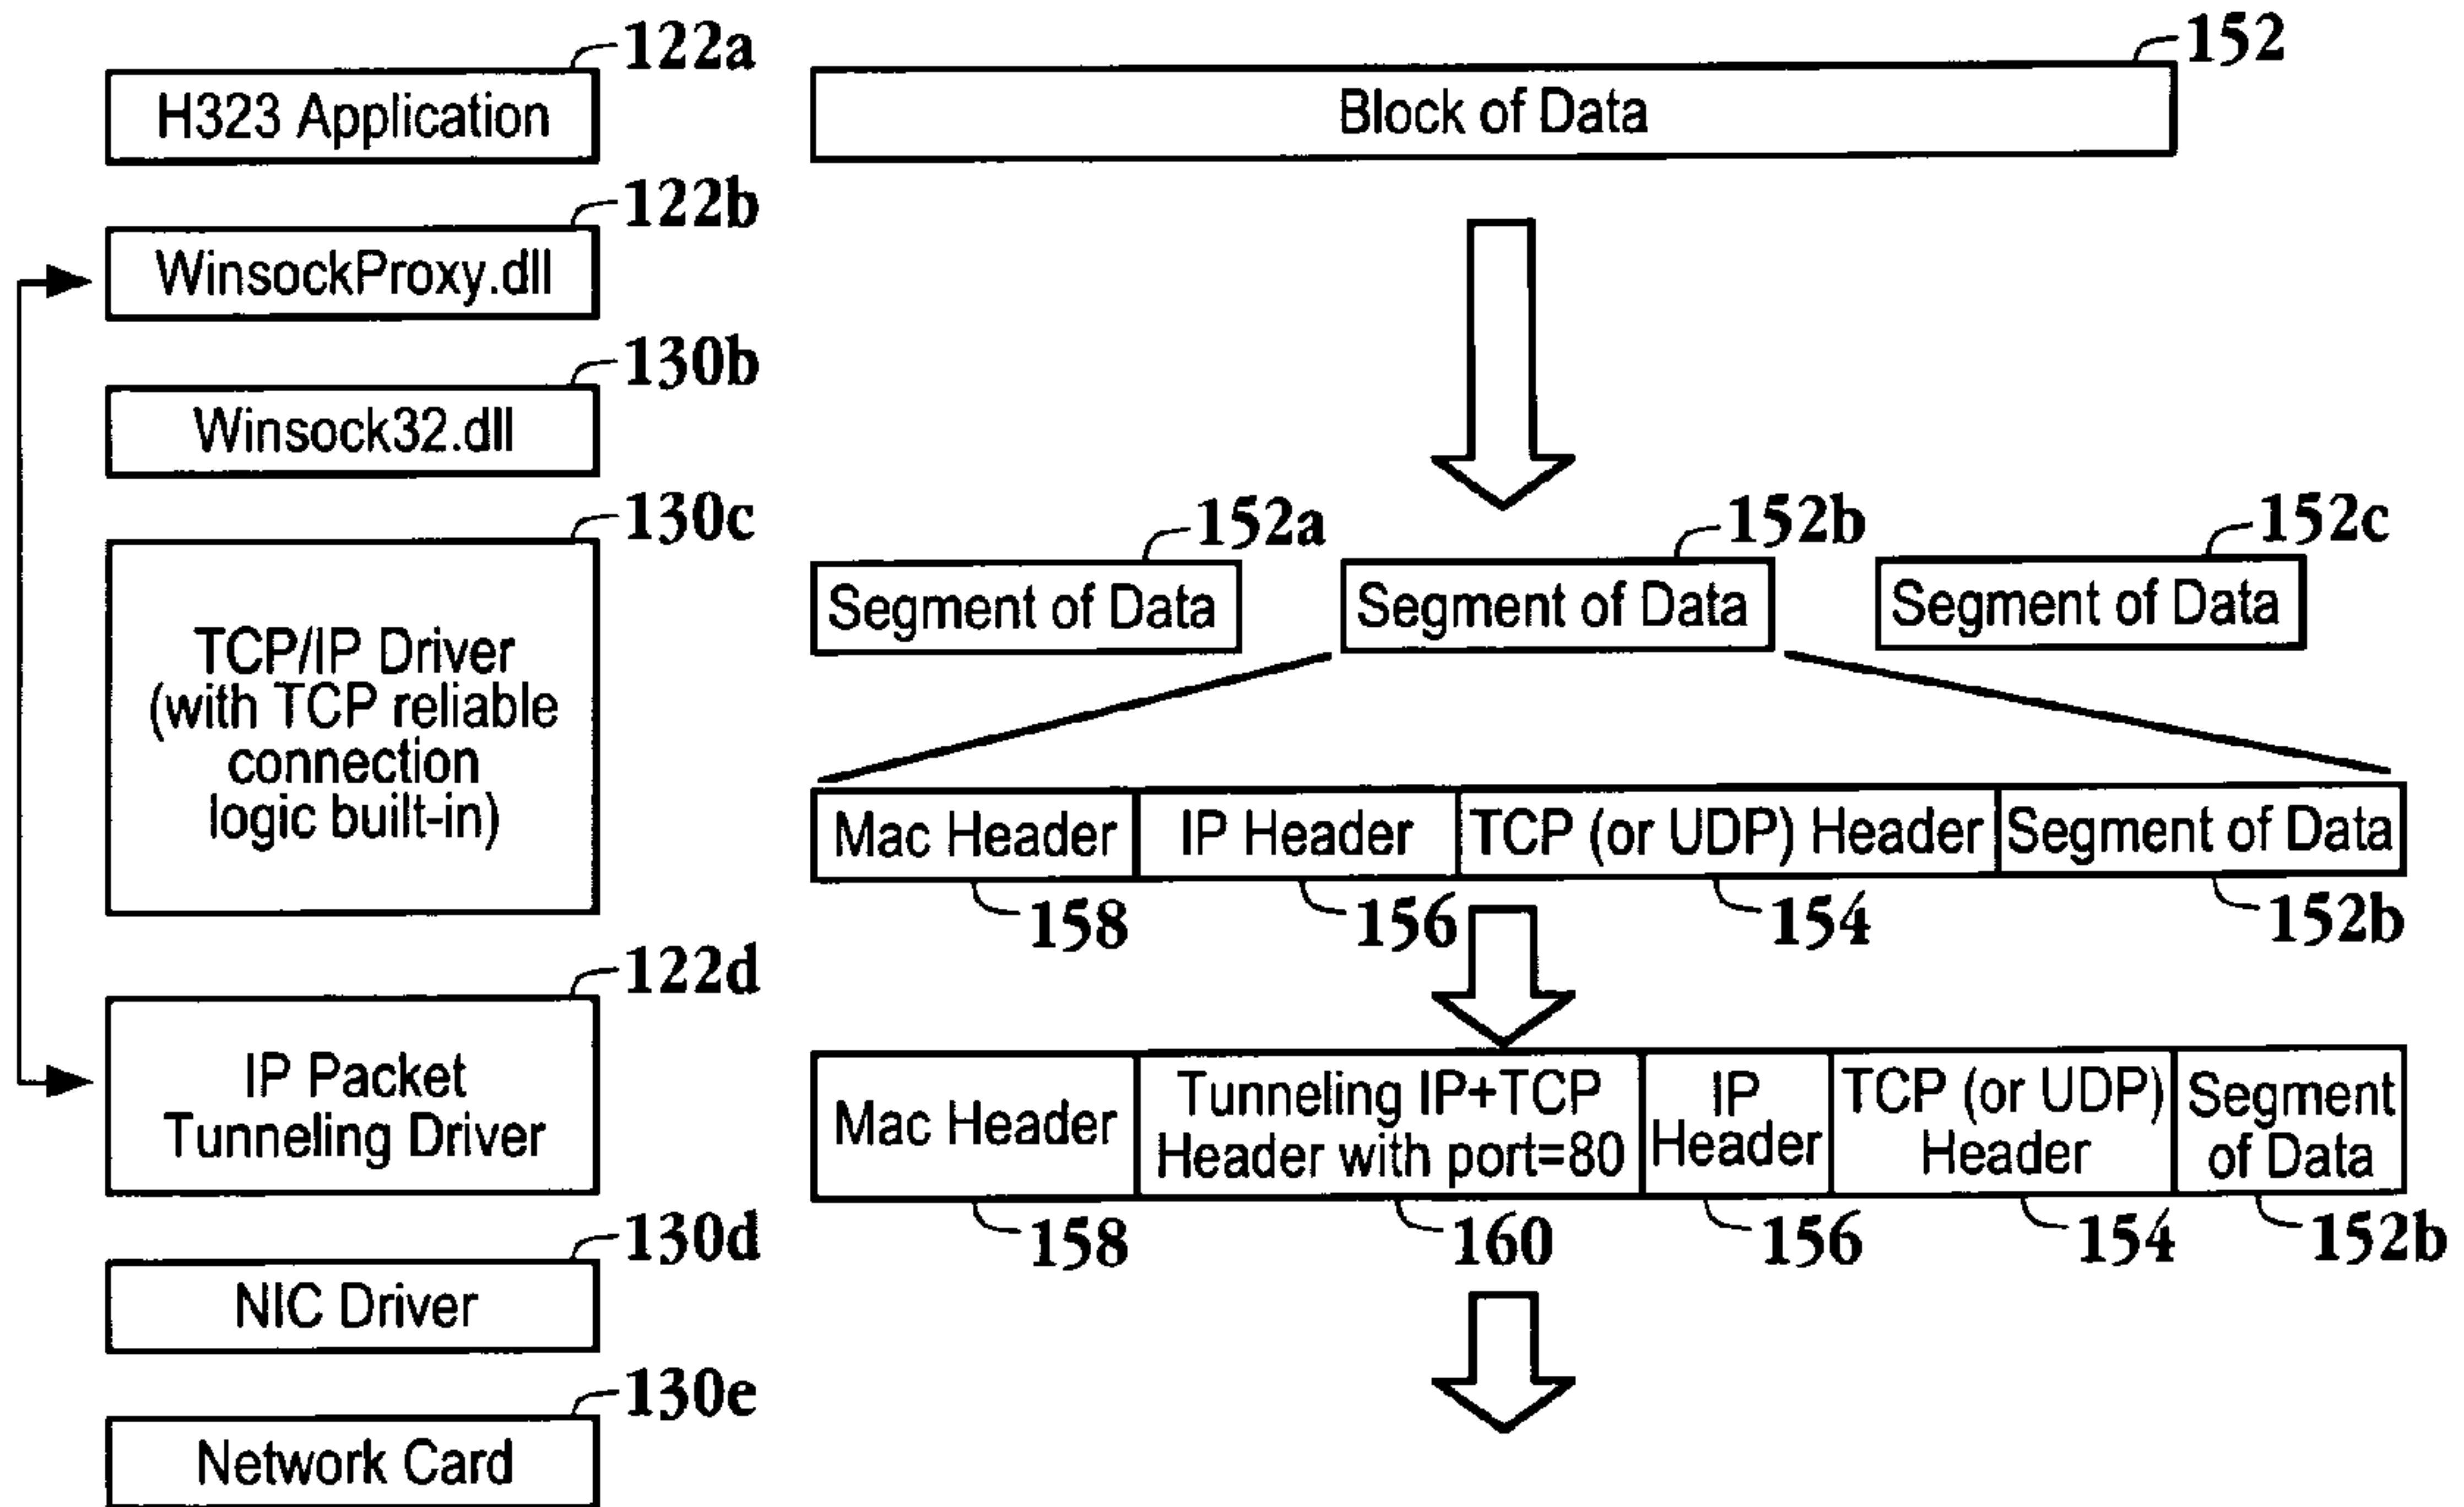 122a
H323 Application
152
Block of Data
122b
WinsockProxy.dll
130b
Winsock32.dll
130c
TCP/IP Driver
(with TCP reliable
connection
logic built-in)
152a
Segment of Data
152b
Segment of Data
152c
Segment of Data
Mac Header
IP Header
TCP (or UDP) Header
Segment of Data
158
156
154
152b
122d
IP Packet
Tunneling Driver
Mac Header
Tunneling IP+TCP
Header with port=80
IP
Header
TCP (or UDP)
Header
Segment
of Data
158
160
156
154
152b
130d
NIC Driver
130e
Network Card